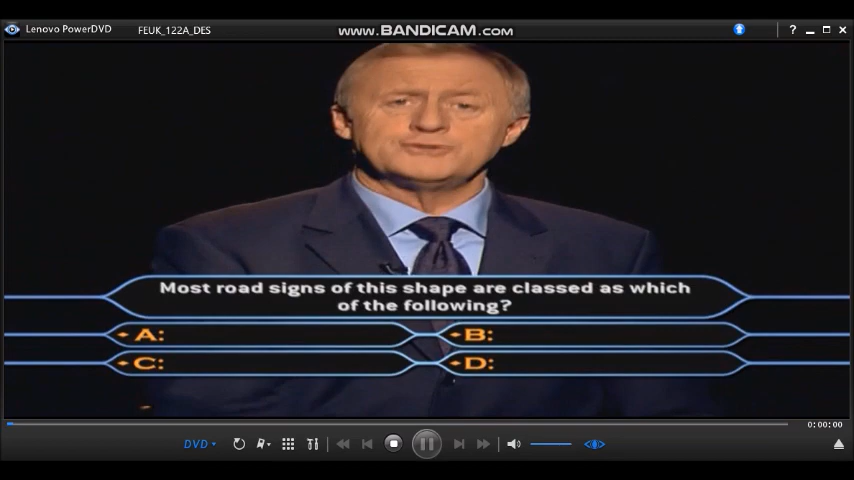 Lenovo PowerDVD
FEUK_122A_DES
www.BANDICAM.com
?
Most road signs of this shape are classed as which
of the following?
A:
B:
C:
D:
0:00:00
DVD